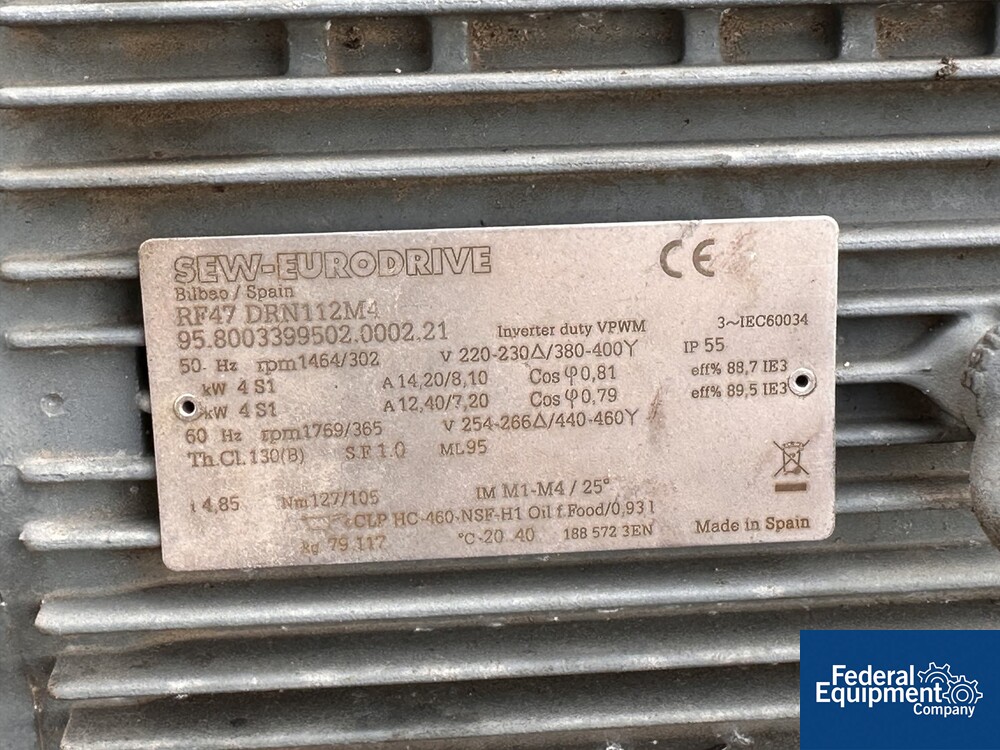 SEW-EURODRIVE
Bilbao / Spain
RF47 DRN112M4
95.8003399502.0002.21 Inverter duty VPWM 3~IEC60034
50 Hz rpm1464/302 V 220-230Δ/380-400Y IP 55
kW 4 S1 A 14,20/8,10 Cosφ0,81 eff% 88,7 IE3
kW 4 S1 A 12,40/7,20 Cosφ0,79 eff% 89,5 IE3
60 Hz rpm1769/365 V 254-266Δ/440-460Y
Th.Cl.130(B) S.F 1.0 ML95
i 4,85 Nm127/105 IM M1-M4 / 25°
CLP HC-460-NSF-H1 Oil f.Food/0,93 l
kg 79.117 °C-20 40 188 572 3EN Made in Spain
CE
Federal
Equipment
Company